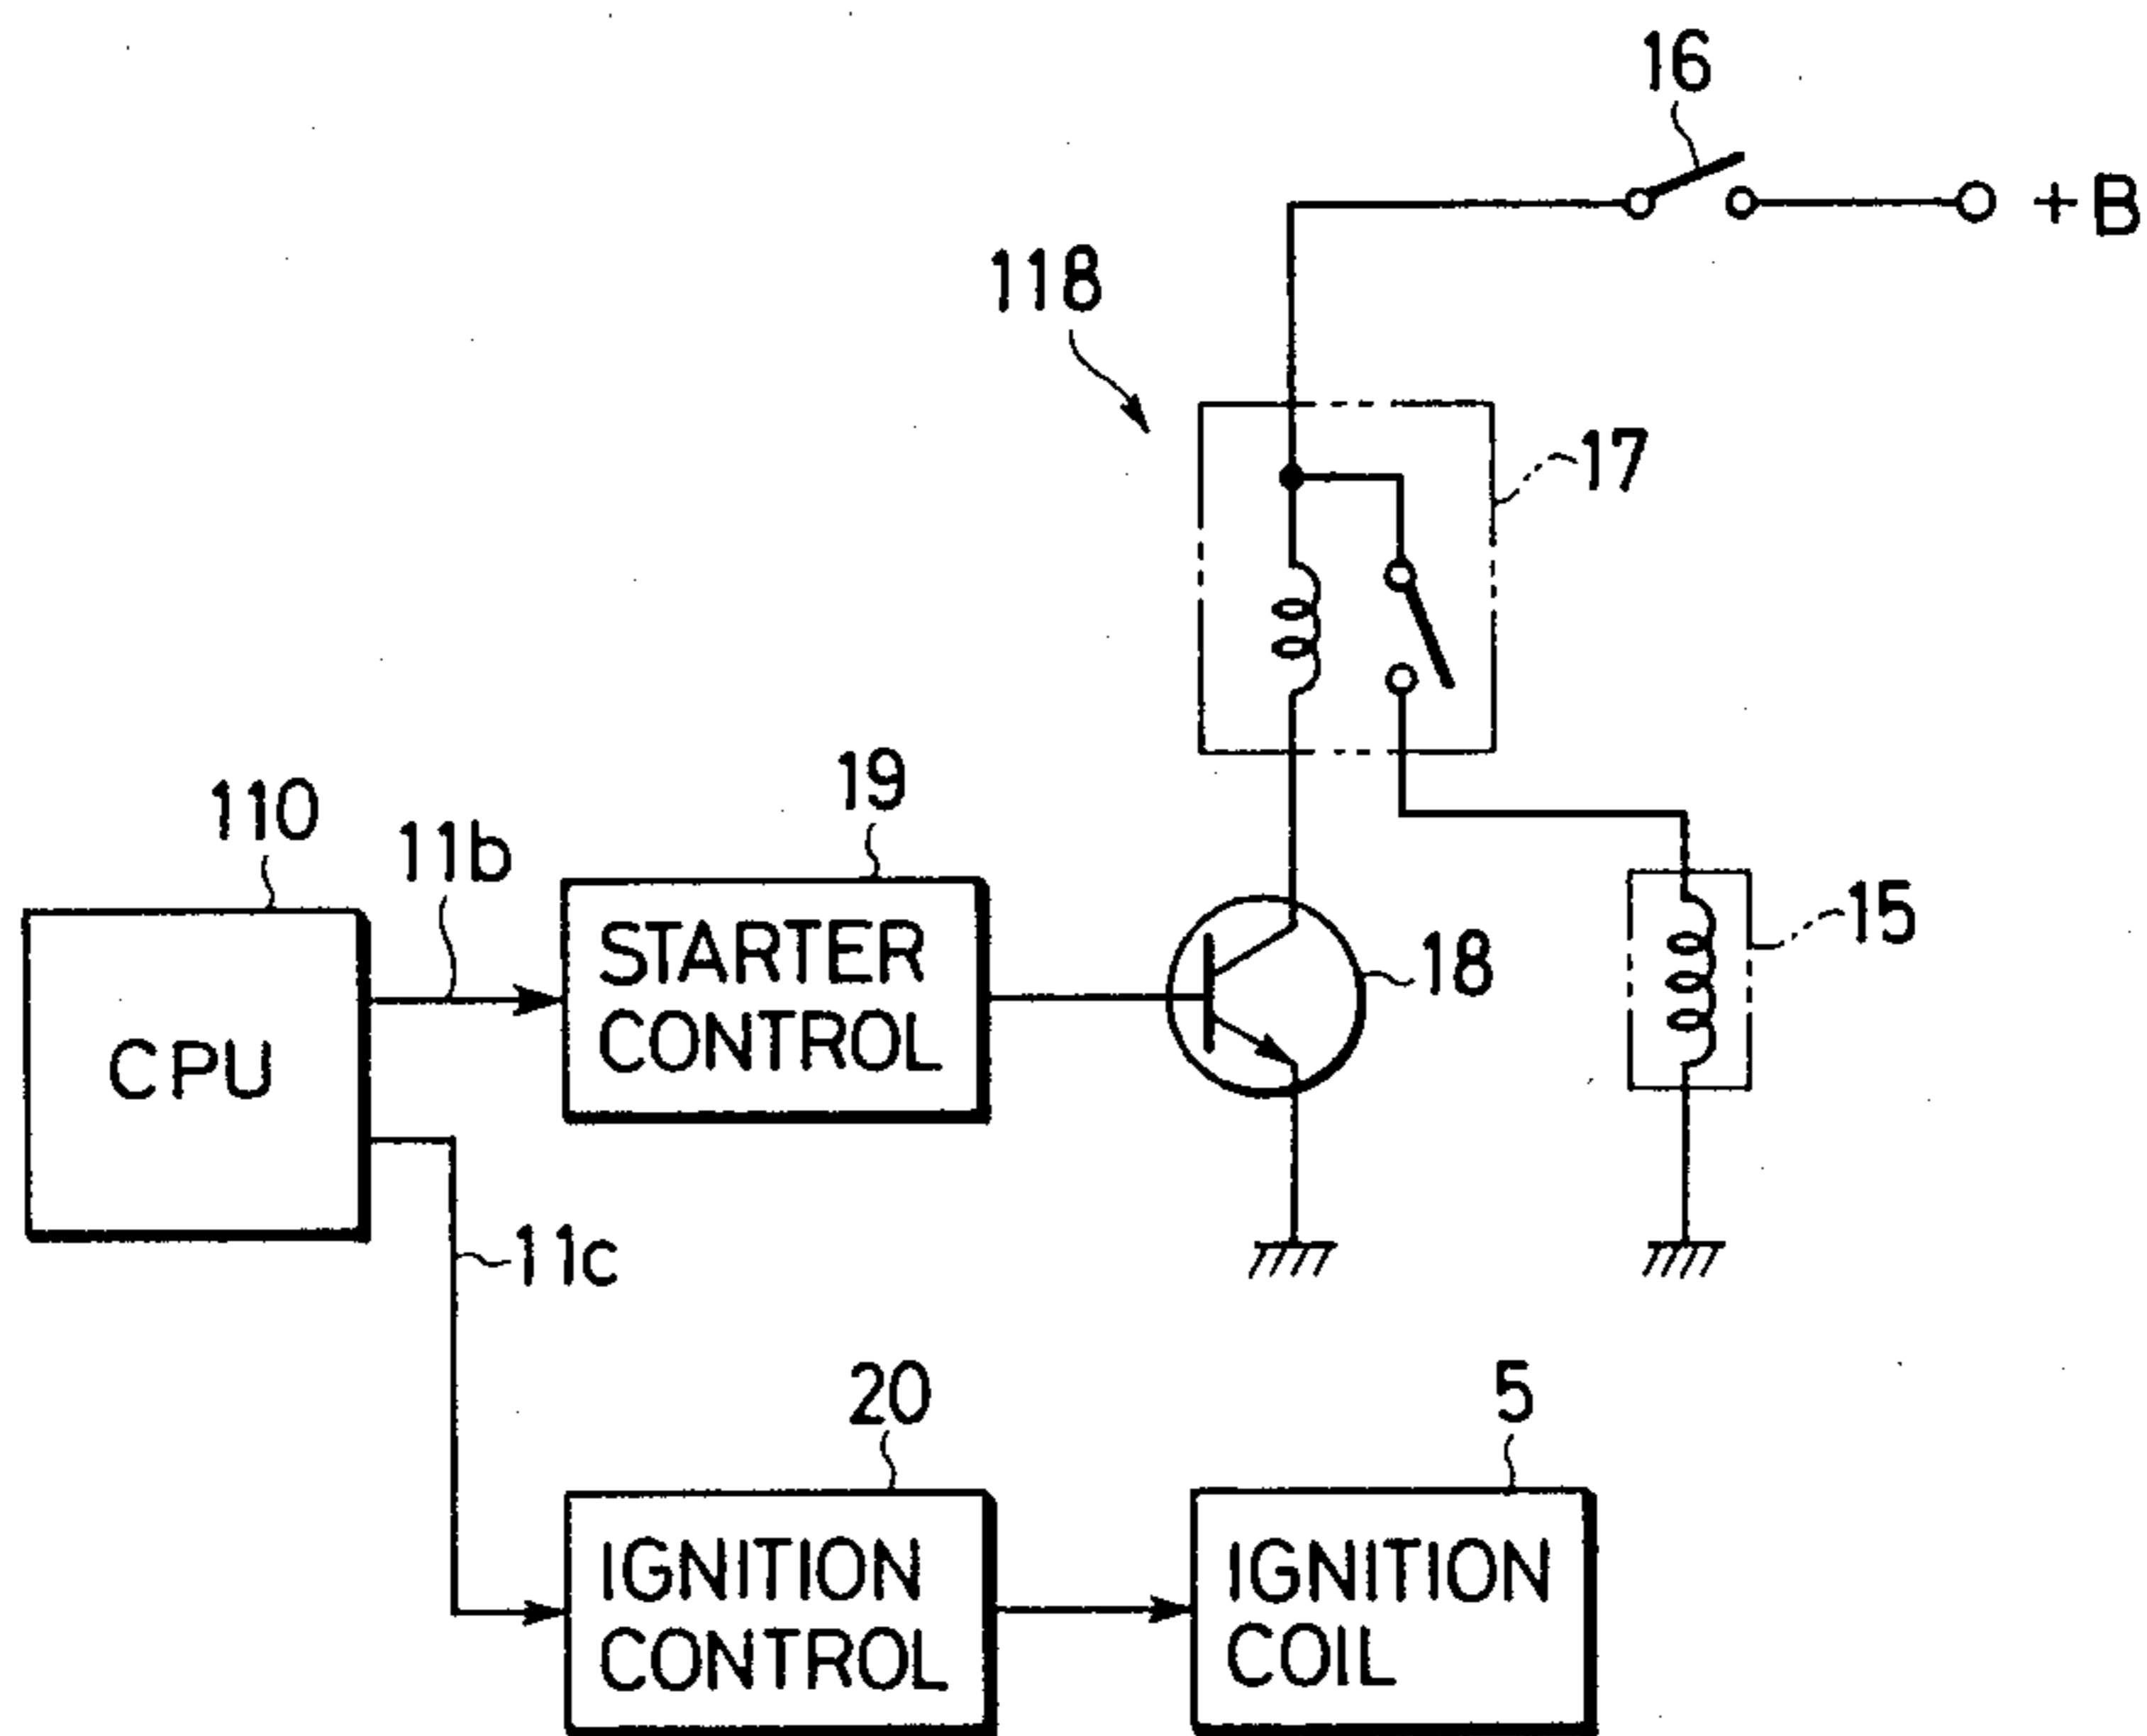 16
+B
118
17
19
110
11b
15
STARTER
CONTROL
18
CPU
11c
20
5
IGNITION
CONTROL
IGNITION
COIL